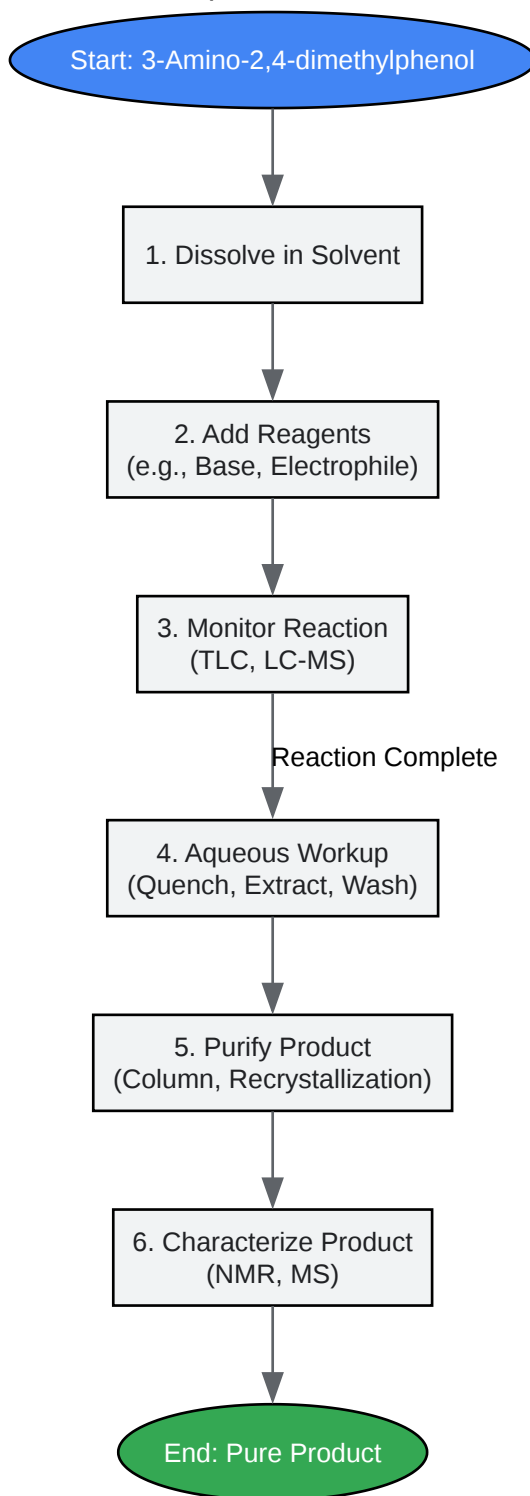 Start: 3-Amino-2,4-dimethylphenol
1. Dissolve in Solvent
2. Add Reagents
(e.g., Base, Electrophile)
3. Monitor Reaction
(TLC, LC-MS)
Reaction Complete
4. Aqueous Workup
(Quench, Extract, Wash)
5. Purify Product
(Column, Recrystallization)
6. Characterize Product
(NMR, MS)
End: Pure Product